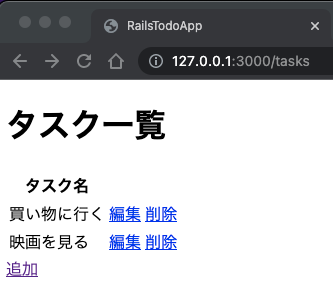 RailsTodoApp
127.0.0.1:3000/tasks
タスク一覧
タスク名
買い物に行く 編集 削除
映画を見る 編集 削除
追加